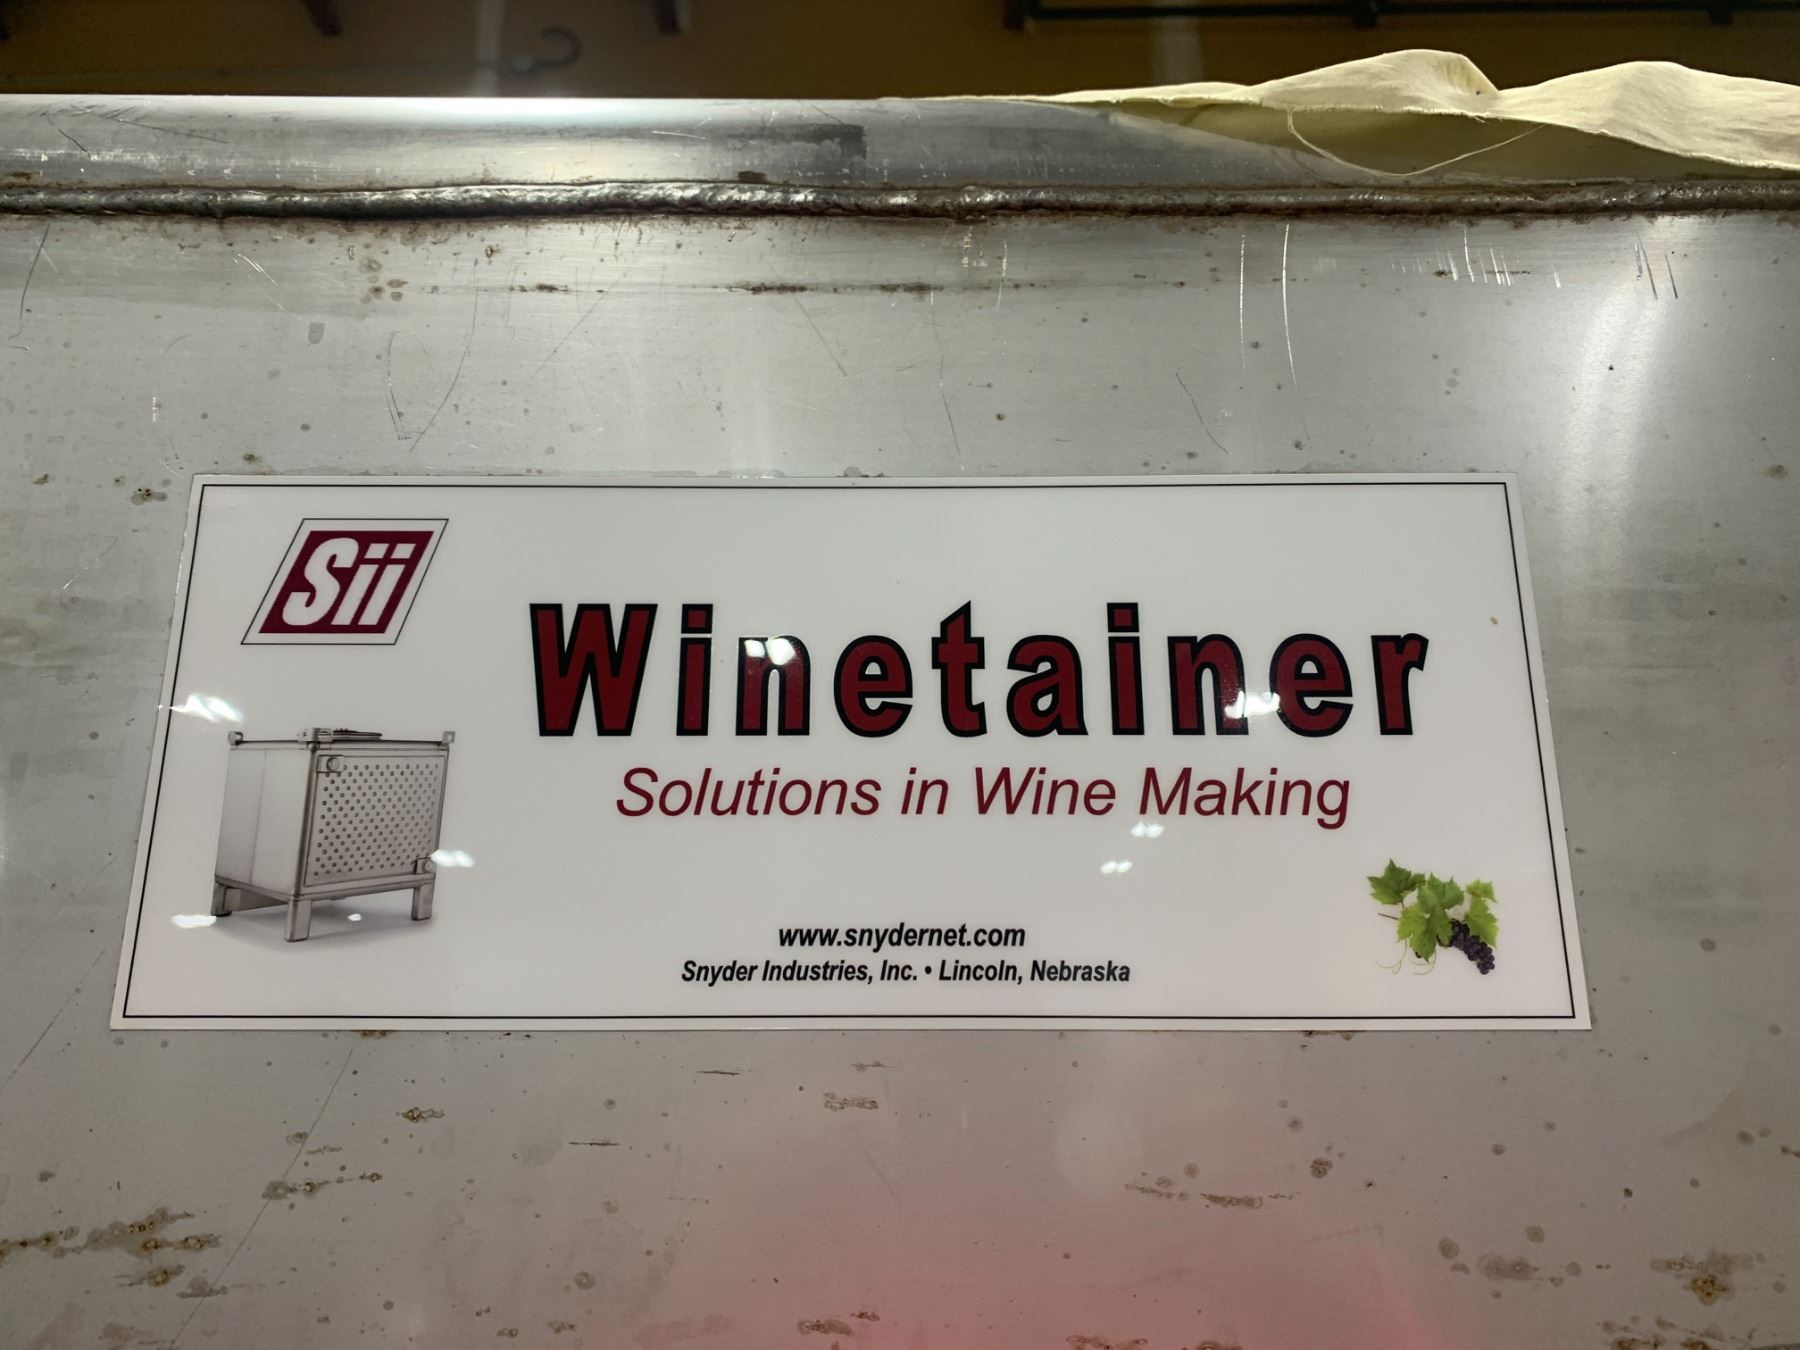 Sii
Winetainer
Solutions in Wine Making
www.snydernet.com
Snyder Industries, Inc. • Lincoln, Nebraska